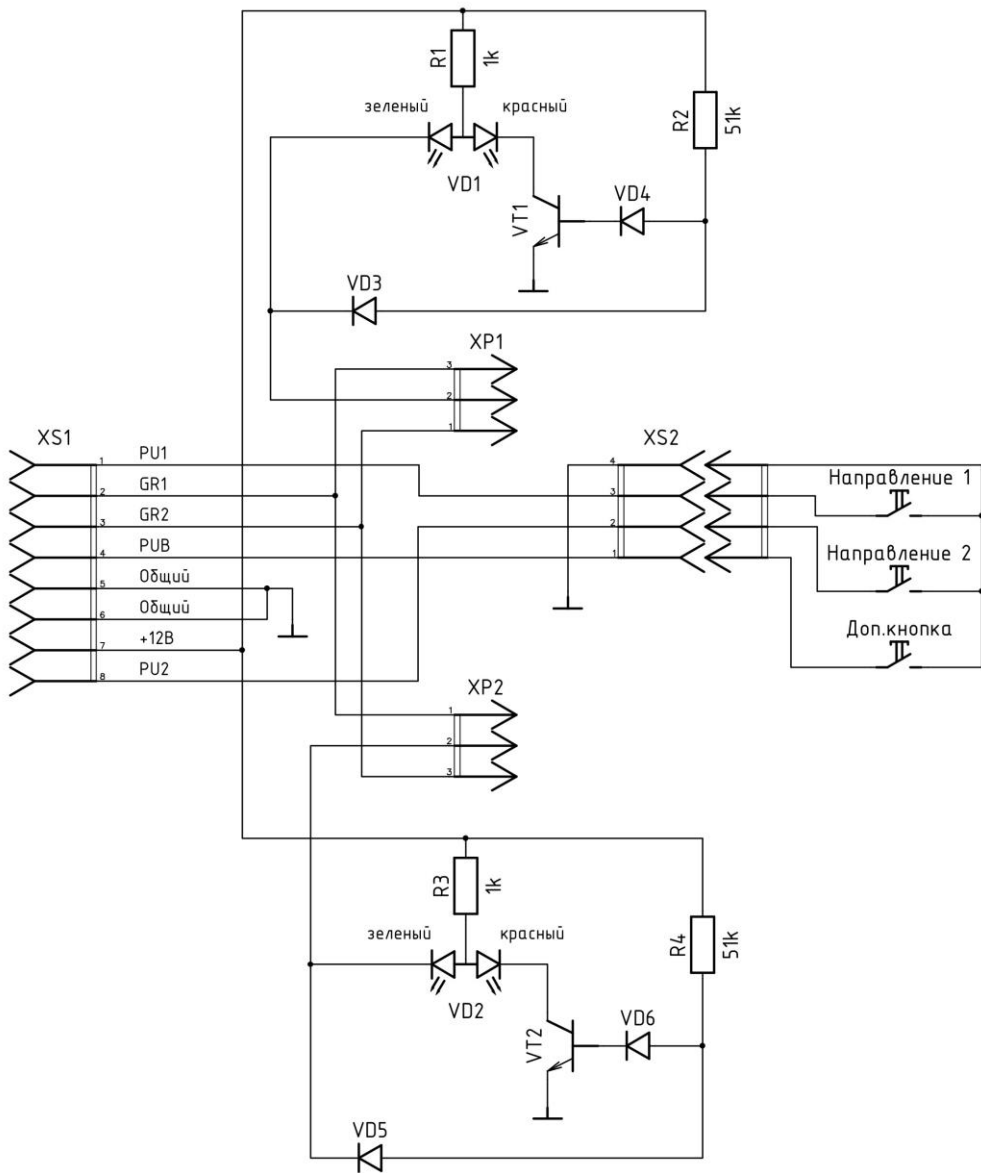 R1
1k
зеленый
красный
VD1
R2
51k
VD4
VT1
VD3
XP1
3
2
1
XS1
1
PU1
2
GR1
3
GR2
4
PUB
5
Общий
6
Общий
7
+12В
8
PU2
XS2
4
3
2
1
Направление 1
Направление 2
Доп.кнопка
XP2
1
2
3
R3
1k
зеленый
красный
VD2
R4
51k
VD6
VT2
VD5